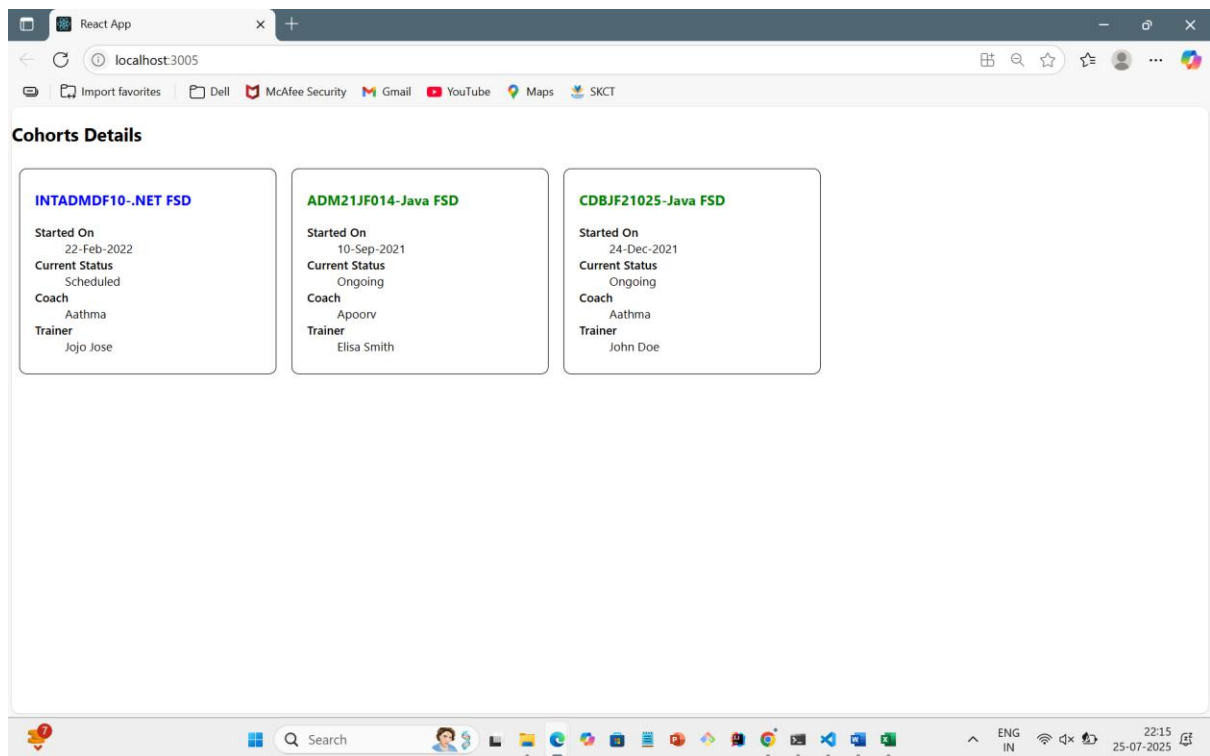 React App
localhost:3005
Import favorites Dell McAfee Security Gmail YouTube Maps SKCT
Cohorts Details
INTADMDF10-.NET FSD
Started On
22-Feb-2022
Current Status
Scheduled
Coach
Aathma
Trainer
Jojo Jose
ADM21JF014-Java FSD
Started On
10-Sep-2021
Current Status
Ongoing
Coach
Apoorv
Trainer
Elisa Smith
CDBJF21025-Java FSD
Started On
24-Dec-2021
Current Status
Ongoing
Coach
Aathma
Trainer
John Doe
7
Search
ENG
IN
22:15
25-07-2025